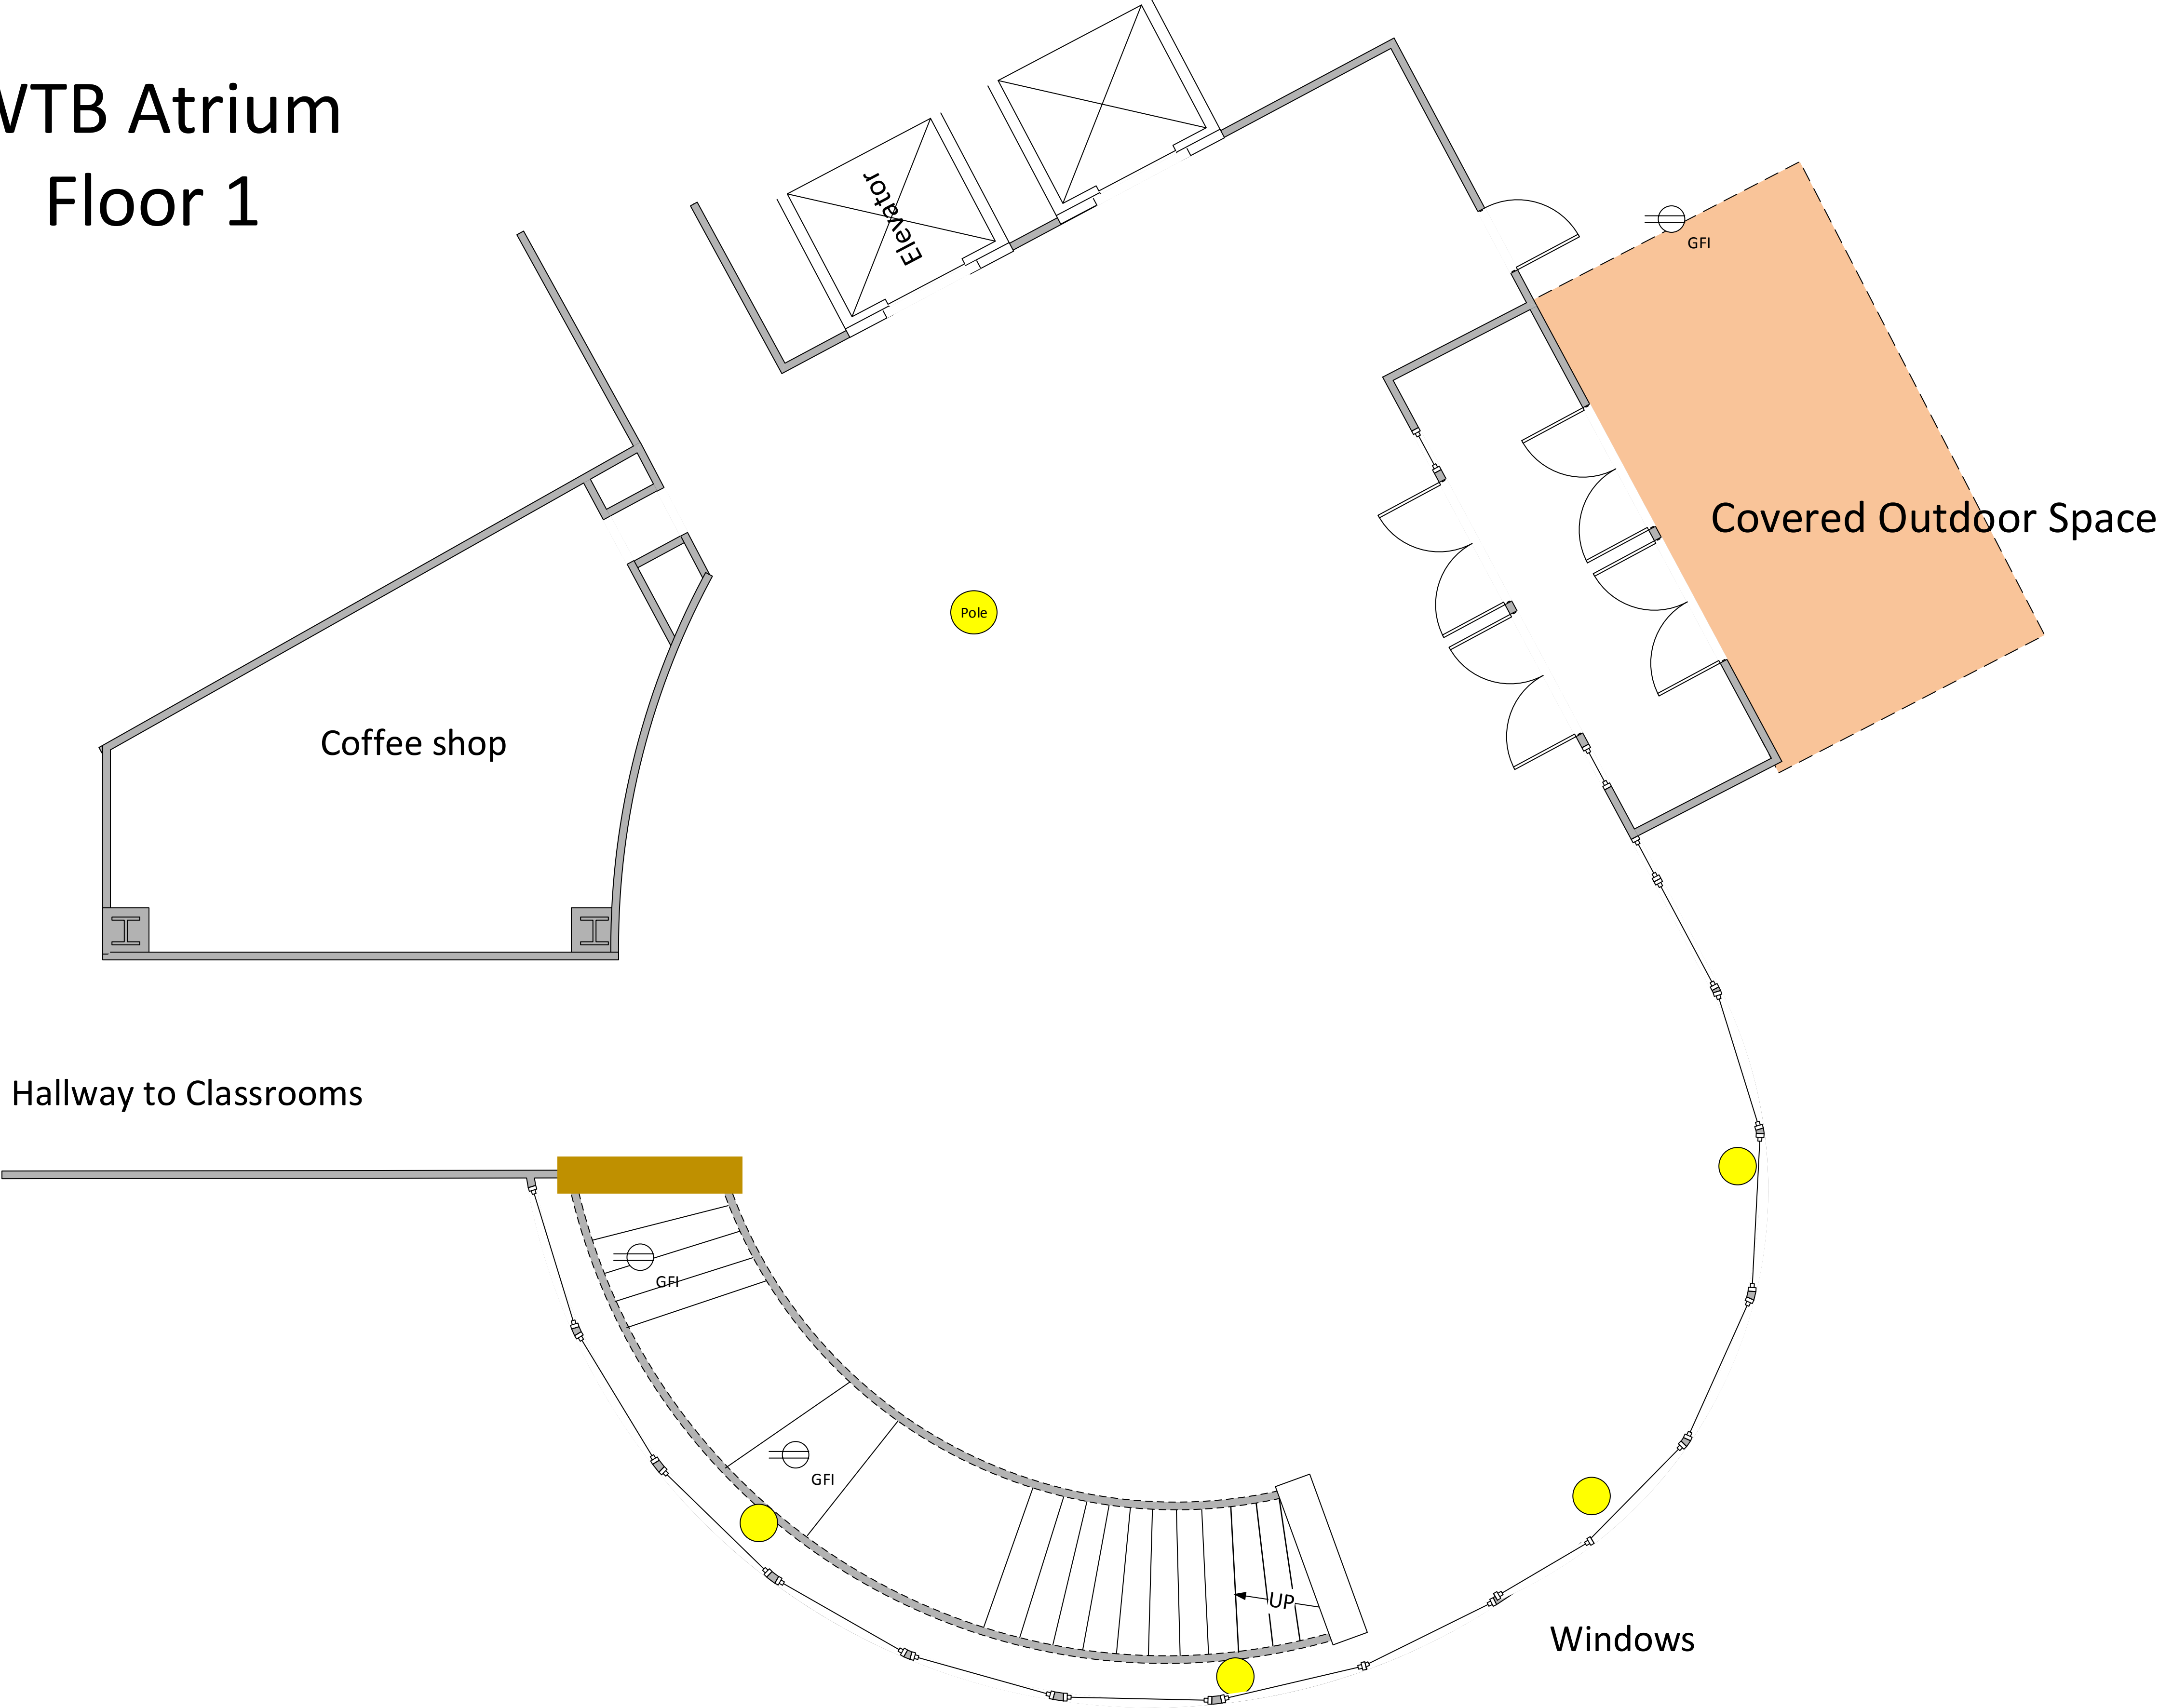 VTB Atrium
Floor 1
Elevator
GFI
Covered Outdoor Space
Pole
Coffee shop
Hallway to Classrooms
GFI
GFI
UP
Windows